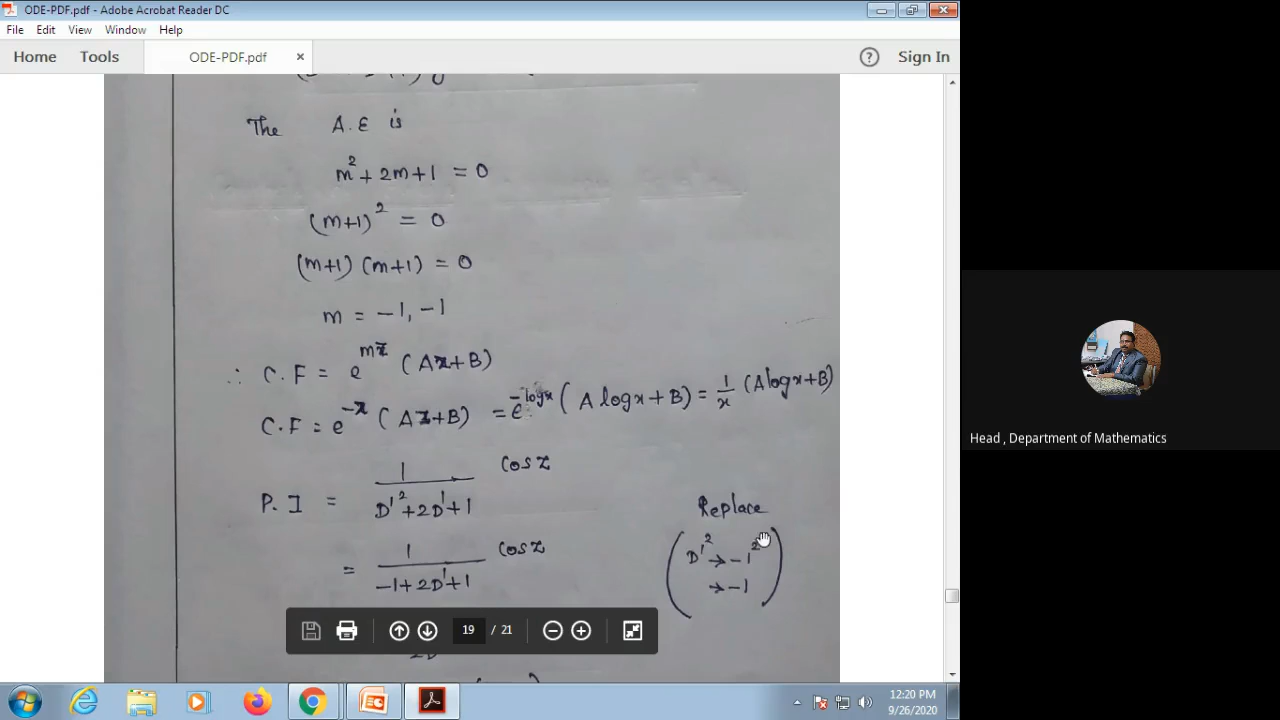 ODE-PDF.pdf - Adobe Acrobat Reader DC
File Edit View Window Help
Home Tools ODE-PDF.pdf × ? Sign In
The A.E is
m² + 2m + 1 = 0
(m+1)² = 0
(m+1) (m+1) = 0
m = -1, -1
∴ C.F = e^{mz} (Az+B)
C.F = e^{-z} (Az+B) = e^{-logx} (A logx + B) = 1/x (A logx + B)
P.I = 1/(D'² + 2D' + 1) cos z
Replace
= 1/(-1 + 2D' + 1) cos z
(D'² → -1²
→ -1)
19 / 21
Head , Department of Mathematics
12:20 PM
9/26/2020